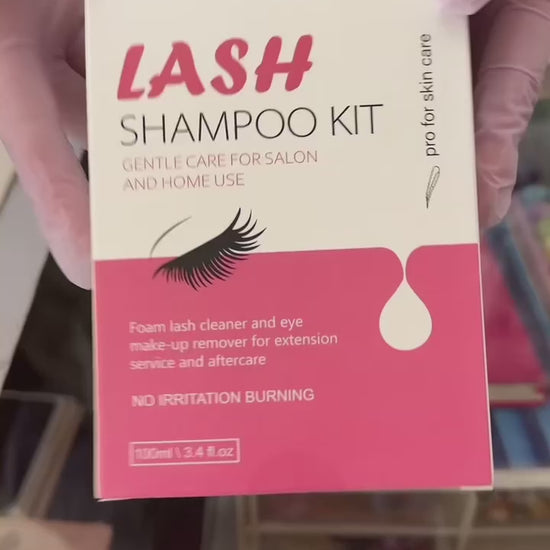 LASH
SHAMPOO KIT
GENTLE CARE FOR SALON
AND HOME USE
pro for skin care
Foam lash cleaner and eye
make-up remover for extension
service and aftercare
NO IRRITATION BURNING
100ml \ 3.4 fl.oz